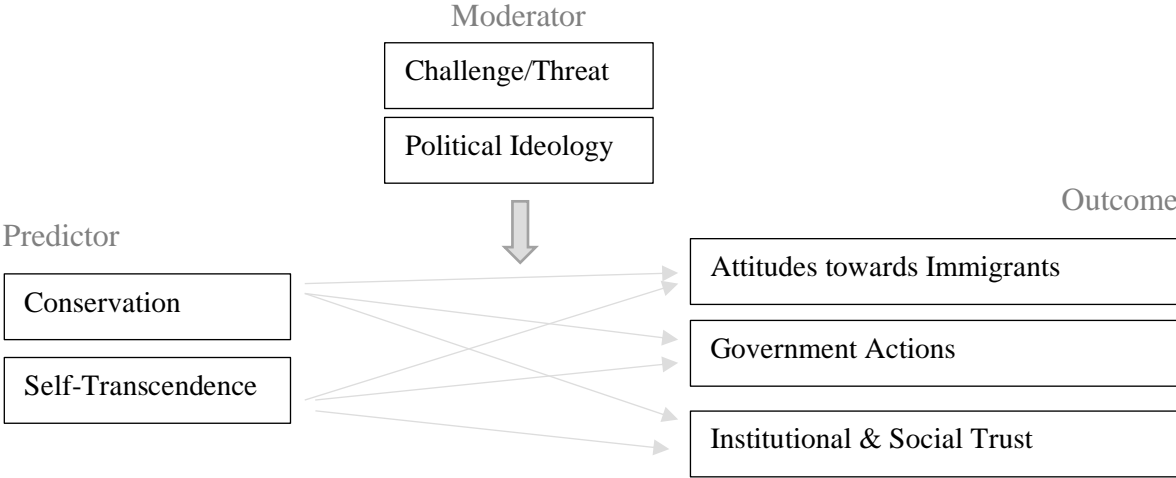 Moderator
Challenge/Threat
Political Ideology
Outcome
Predictor
Attitudes towards Immigrants
Conservation
Government Actions
Self-Transcendence
Institutional & Social Trust